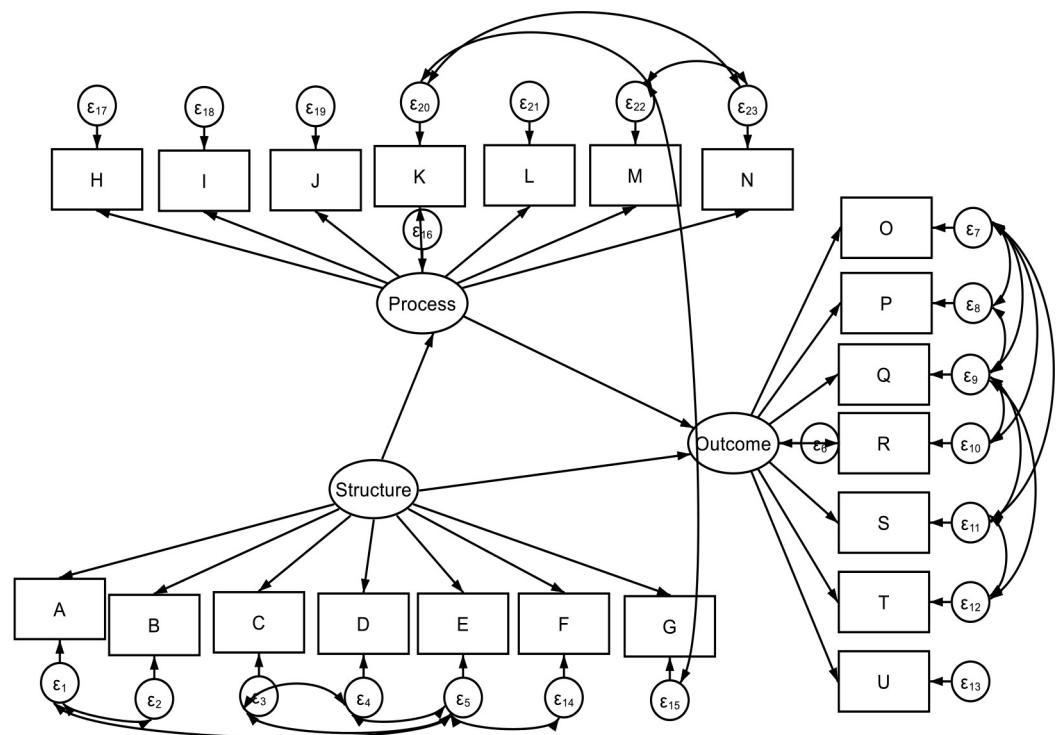 ε17 ε18 ε19 ε20 ε21 ε22 ε23
H I J K L M N
ε16
Process
O ε7
P ε8
Q ε9
Outcome ε6 R ε10
Structure
S ε11
A B C D E F G
T ε12
ε1 ε2 ε3 ε4 ε5 ε14 ε15
U ε13